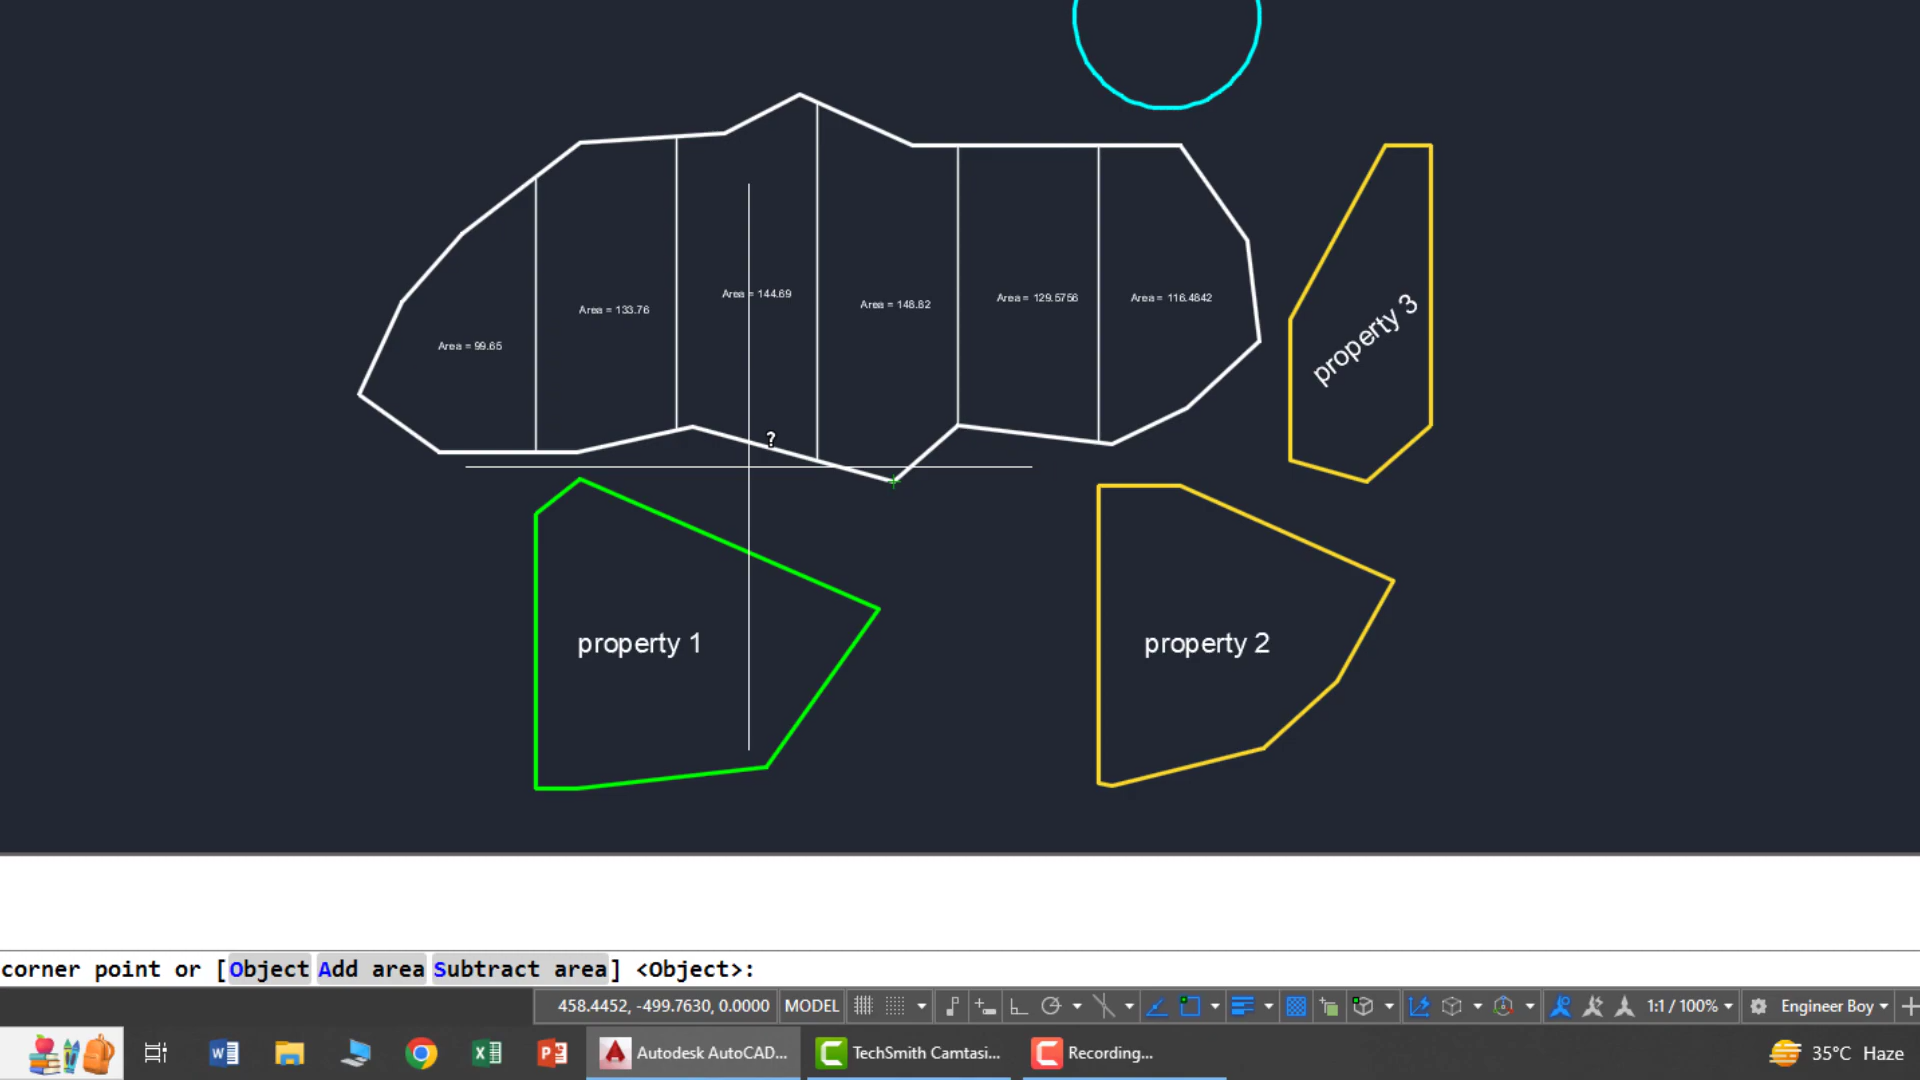 Area = 144.69
Area = 133.76
Area = 148.82
Area = 129.5756
Area = 116.4842
Area = 99.65
property 3
?
property 1
property 2
corner point or [Object Add area Subtract area] <Object>:
458.4452, -499.7630, 0.0000 MODEL 1:1 / 100% Engineer Boy
Autodesk AutoCAD... TechSmith Camtasi... Recording... 35°C Haze